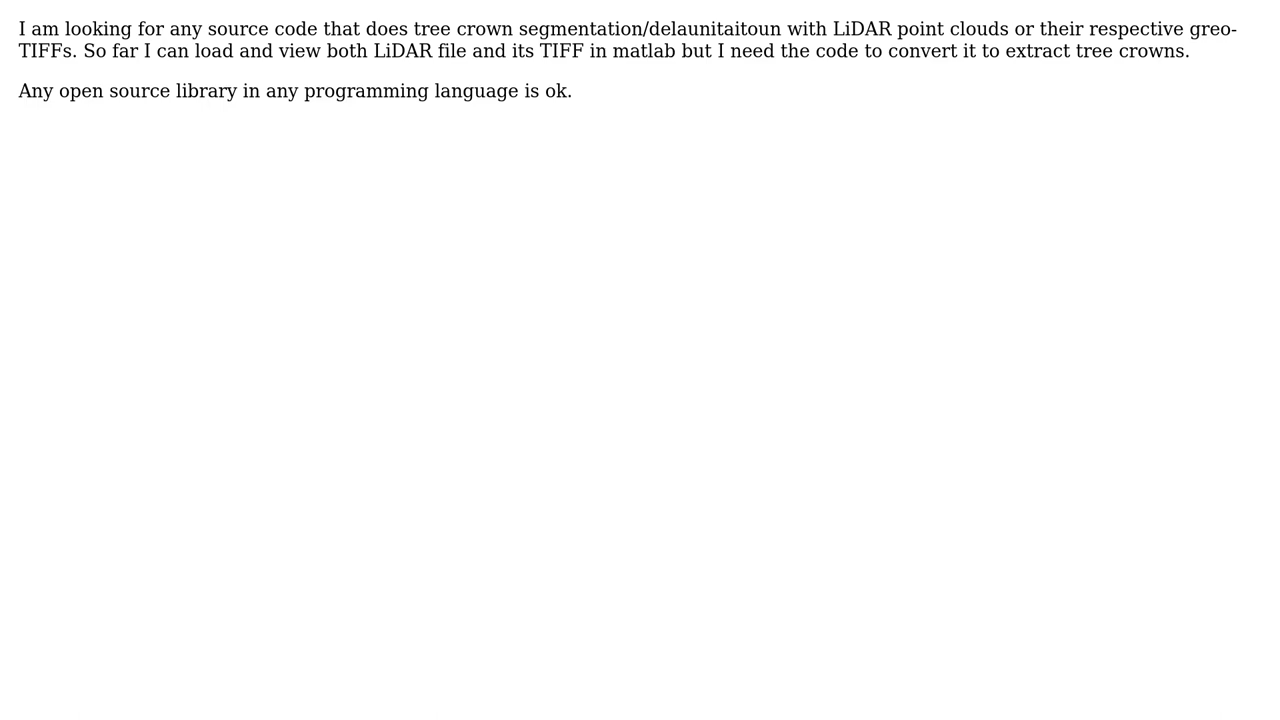 I am looking for any source code that does tree crown segmentation/delaunitaitoun with LiDAR point clouds or their respective greo-
TIFFs. So far I can load and view both LiDAR file and its TIFF in matlab but I need the code to convert it to extract tree crowns.
Any open source library in any programming language is ok.